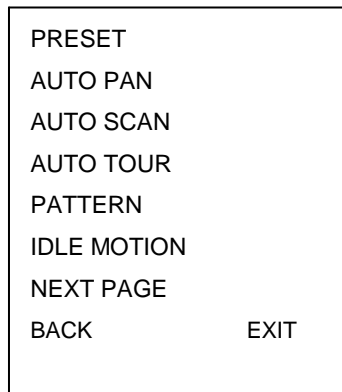 PRESET
AUTO PAN
AUTO SCAN
AUTO TOUR
PATTERN
IDLE MOTION
NEXT PAGE
BACK EXIT